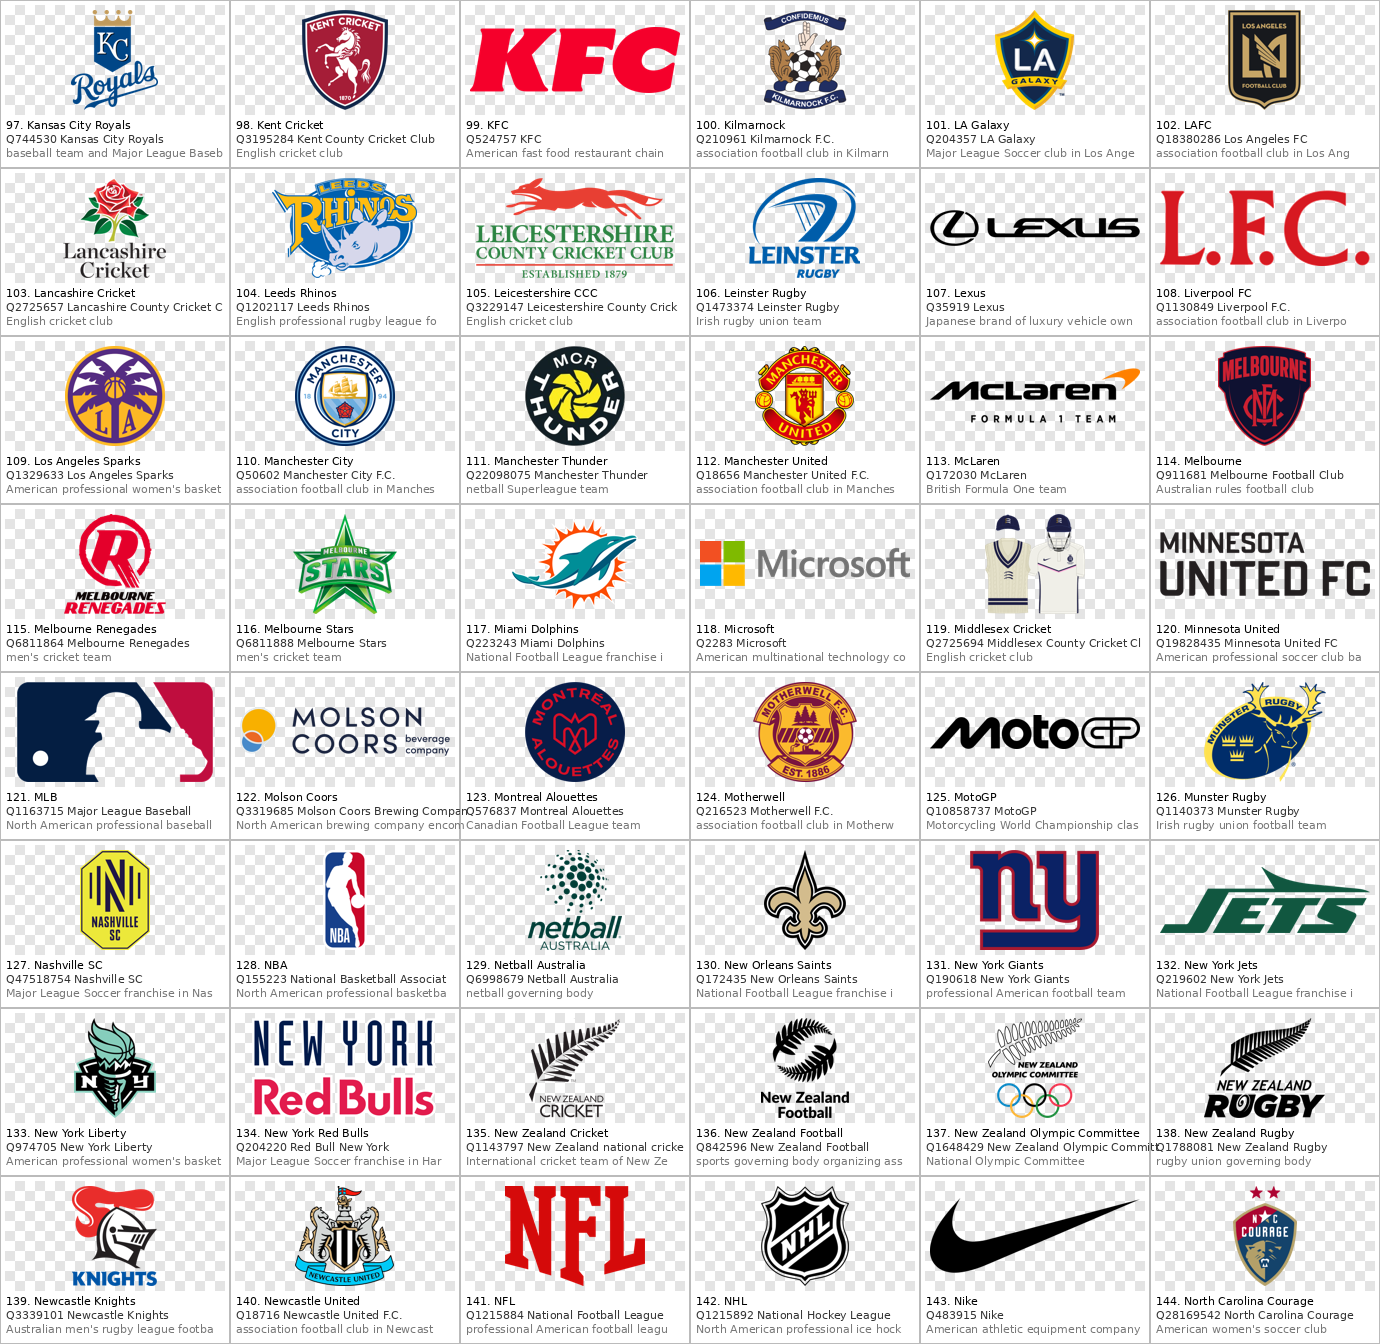 KC
Royals
97. Kansas City Royals
Q744530 Kansas City Royals
baseball team and Major League Baseb
KENT CRICKET
1870
98. Kent Cricket
Q3195284 Kent County Cricket Club
English cricket club
KFC
99. KFC
Q524757 KFC
American fast food restaurant chain
CONFIDEMUS
KILMARNOCK F.C.
100. Kilmarnock
Q210961 Kilmarnock F.C.
association football club in Kilmarn
LA
GALAXY
TM
101. LA Galaxy
Q204357 LA Galaxy
Major League Soccer club in Los Ange
LOS ANGELES
LA
FOOTBALL CLUB
102. LAFC
Q18380286 Los Angeles FC
association football club in Los Ang
Lancashire
Cricket
103. Lancashire Cricket
Q2725657 Lancashire County Cricket C
English cricket club
LEEDS
RHINOS
104. Leeds Rhinos
Q1202117 Leeds Rhinos
English professional rugby league fo
LEICESTERSHIRE
COUNTY CRICKET CLUB
ESTABLISHED 1879
105. Leicestershire CCC
Q3229147 Leicestershire County Crick
English cricket club
LEINSTER
RUGBY
106. Leinster Rugby
Q1473374 Leinster Rugby
Irish rugby union team
LEXUS
107. Lexus
Q35919 Lexus
Japanese brand of luxury vehicle own
L.F.C.
108. Liverpool FC
Q1130849 Liverpool F.C.
association football club in Liverpo
LA
109. Los Angeles Sparks
Q1329633 Los Angeles Sparks
American professional women's basket
MANCHESTER
18 94
CITY
110. Manchester City
Q50602 Manchester City F.C.
association football club in Manches
MCR
THUNDER
111. Manchester Thunder
Q22098075 Manchester Thunder
netball Superleague team
MANCHESTER
UNITED
112. Manchester United
Q18656 Manchester United F.C.
association football club in Manches
McLaren
FORMULA 1 TEAM
113. McLaren
Q172030 McLaren
British Formula One team
MELBOURNE
MFC
114. Melbourne
Q911681 Melbourne Football Club
Australian rules football club
R
MELBOURNE
RENEGADES
115. Melbourne Renegades
Q6811864 Melbourne Renegades
men's cricket team
MELBOURNE
STARS
116. Melbourne Stars
Q6811888 Melbourne Stars
men's cricket team
117. Miami Dolphins
Q223243 Miami Dolphins
National Football League franchise i
Microsoft
118. Microsoft
Q2283 Microsoft
American multinational technology co
119. Middlesex Cricket
Q2725694 Middlesex County Cricket Cl
English cricket club
MINNESOTA
UNITED FC
120. Minnesota United
Q19828435 Minnesota United FC
American professional soccer club ba
121. MLB
Q1163715 Major League Baseball
North American professional baseball
MOLSON
COORS beverage
company
122. Molson Coors
Q3319685 Molson Coors Brewing Compan
North American brewing company encom
MONTRÉAL
ALOUETTES
123. Montreal Alouettes
Q576837 Montreal Alouettes
Canadian Football League team
MOTHERWELL F.C.
EST. 1886
124. Motherwell
Q216523 Motherwell F.C.
association football club in Motherw
MotoGP
125. MotoGP
Q10858737 MotoGP
Motorcycling World Championship clas
MUNSTER RUGBY
126. Munster Rugby
Q1140373 Munster Rugby
Irish rugby union football team
N
NASHVILLE
SC
127. Nashville SC
Q47518754 Nashville SC
Major League Soccer franchise in Nas
NBA
128. NBA
Q155223 National Basketball Associat
North American professional basketba
netball
AUSTRALIA
129. Netball Australia
Q6998679 Netball Australia
netball governing body
130. New Orleans Saints
Q172435 New Orleans Saints
National Football League franchise i
ny
131. New York Giants
Q190618 New York Giants
professional American football team
JETS
132. New York Jets
Q219602 New York Jets
National Football League franchise i
NY
133. New York Liberty
Q974705 New York Liberty
American professional women's basket
NEW YORK
Red Bulls
134. New York Red Bulls
Q204220 Red Bull New York
Major League Soccer franchise in Har
NEW ZEALAND
CRICKET
135. New Zealand Cricket
Q1143797 New Zealand national cricke
International cricket team of New Ze
New Zealand
Football
136. New Zealand Football
Q842596 New Zealand Football
sports governing body organizing ass
NEW ZEALAND
OLYMPIC COMMITTEE
137. New Zealand Olympic Committee
Q1648429 New Zealand Olympic Committ
National Olympic Committee
NEW ZEALAND
RUGBY
138. New Zealand Rugby
Q1788081 New Zealand Rugby
rugby union governing body
KNIGHTS
139. Newcastle Knights
Q3339101 Newcastle Knights
Australian men's rugby league footba
NEWCASTLE UNITED
140. Newcastle United
Q18716 Newcastle United F.C.
association football club in Newcast
NFL
141. NFL
Q1215884 National Football League
professional American football leagu
NHL
142. NHL
Q1215892 National Hockey League
North American professional ice hock
143. Nike
Q483915 Nike
American athletic equipment company
NC
COURAGE
144. North Carolina Courage
Q28169542 North Carolina Courage
American women's soccer club